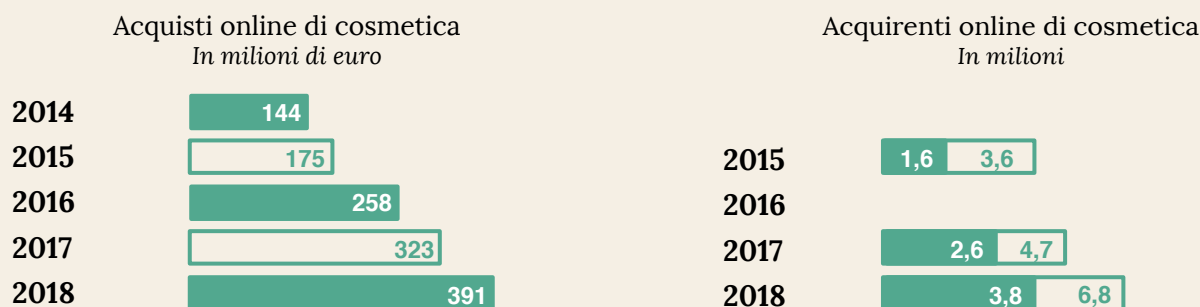 Acquisti online di cosmetica
In milioni di euro
2014 144
2015 175
2016 258
2017 323
2018 391
Acquirenti online di cosmetica
In milioni
2015 1,6 3,6
2016
2017 2,6 4,7
2018 3,8 6,8